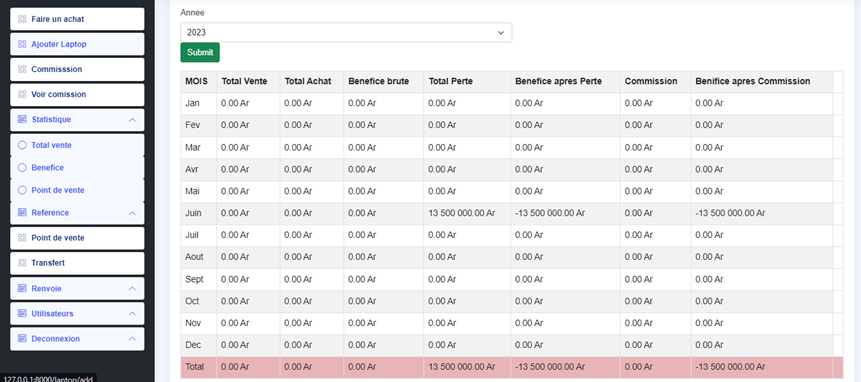 Faire un achat
Ajouter Laptop
Commisssion
Voir comission
Statistique
Total vente
Benefice
Point de vente
Reference
Point de vente
Transfert
Renvoie
Utilisateurs
Deconnexion
127.0.0.1:8000/laptop/add
Annee
2023
Submit
MOIS Total Vente Total Achat Benefice brute Total Perte Benefice apres Perte Commission Benifice apres Commission
Jan 0.00 Ar 0.00 Ar 0.00 Ar 0.00 Ar 0.00 Ar 0.00 Ar 0.00 Ar
Fev 0.00 Ar 0.00 Ar 0.00 Ar 0.00 Ar 0.00 Ar 0.00 Ar 0.00 Ar
Mar 0.00 Ar 0.00 Ar 0.00 Ar 0.00 Ar 0.00 Ar 0.00 Ar 0.00 Ar
Avr 0.00 Ar 0.00 Ar 0.00 Ar 0.00 Ar 0.00 Ar 0.00 Ar 0.00 Ar
Mai 0.00 Ar 0.00 Ar 0.00 Ar 0.00 Ar 0.00 Ar 0.00 Ar 0.00 Ar
Juin 0.00 Ar 0.00 Ar 0.00 Ar 13 500 000.00 Ar -13 500 000.00 Ar 0.00 Ar -13 500 000.00 Ar
Juil 0.00 Ar 0.00 Ar 0.00 Ar 0.00 Ar 0.00 Ar 0.00 Ar 0.00 Ar
Aout 0.00 Ar 0.00 Ar 0.00 Ar 0.00 Ar 0.00 Ar 0.00 Ar 0.00 Ar
Sept 0.00 Ar 0.00 Ar 0.00 Ar 0.00 Ar 0.00 Ar 0.00 Ar 0.00 Ar
Oct 0.00 Ar 0.00 Ar 0.00 Ar 0.00 Ar 0.00 Ar 0.00 Ar 0.00 Ar
Nov 0.00 Ar 0.00 Ar 0.00 Ar 0.00 Ar 0.00 Ar 0.00 Ar 0.00 Ar
Dec 0.00 Ar 0.00 Ar 0.00 Ar 0.00 Ar 0.00 Ar 0.00 Ar 0.00 Ar
Total 0.00 Ar 0.00 Ar 0.00 Ar 13 500 000.00 Ar -13 500 000.00 Ar 0.00 Ar -13 500 000.00 Ar